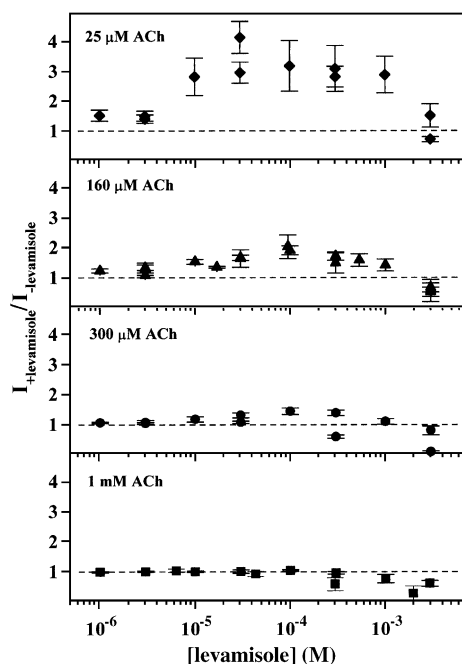 25 μM ACh
4
3
2
1
160 μM ACh
4
3
2
1
I+levamisole/I-levamisole
300 μM ACh
4
3
2
1
1 mM ACh
4
3
2
1
10⁻⁶ 10⁻⁵ 10⁻⁴ 10⁻³
[levamisole] (M)